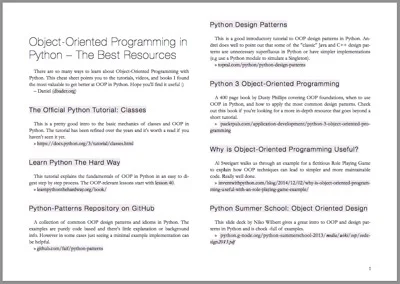 Object-Oriented Programming in
Python – The Best Resources
There are so many ways to learn about Object-Oriented Programming with
Python. This cheat sheet points you to the tutorials, videos, and books I found
the most valuable to get better at OOP in Python. Hope you'll find it useful :)
– Daniel (dbader.org)
The Official Python Tutorial: Classes
This is a pretty good intro to the basic mechanics of classes and OOP in
Python. The tutorial has been refined over the years and it's worth a read if you
haven't seen it yet.
» https://docs.python.org/3/tutorial/classes.html
Learn Python The Hard Way
This tutorial explains the fundamentals of OOP in Python in an easy to di-
gest step by step process. The OOP-relevant lessons start with lesson 40.
» learnpythonthehardway.org/book/
Python-Patterns Repository on GitHub
A collection of common OOP design patterns and idioms in Python. The
examples are purely code based and there's little explanation or background
info. However in some cases just seeing a minimal example implementation can
be helpful.
» github.com/faif/python-patterns
Python Design Patterns
This is a good introductory tutorial to OOP design patterns in Python. An-
drei does well to point out that some of the "classic" Java and C++ design pat-
terns are unnecessary superfluous in Python or have simpler implementations
(e.g use a Python module to simulate a Singleton).
» toptal.com/python/python-design-patterns
Python 3 Object-Oriented Programming
A 400 page book by Dusty Phillips covering OOP foundations, when to use
OOP in Python, and how to apply the most common design patterns. Check
out this book if you're looking for a more in-depth resource that goes beyond a
short tutorial.
» packtpub.com/application-development/python-3-object-oriented-pro-
gramming
Why is Object-Oriented Programming Useful?
Al Sweigart walks us through an example for a fictitious Role Playing Game
to explain how OOP techniques can lead to simpler and more maintainable
code. Really well done.
» inventwithpython.com/blog/2014/12/02/why-is-object-oriented-program-
ming-useful-with-an-role-playing-game-example/
Python Summer School: Object Oriented Design
This slide deck by Niko Wilbert gives a great intro to OOP and design pat-
terns in Python and is chock-full of examples.
» python.g-node.org/python-summerschool-2013/_media/wiki/oop/oode-
sign2013.pdf
1